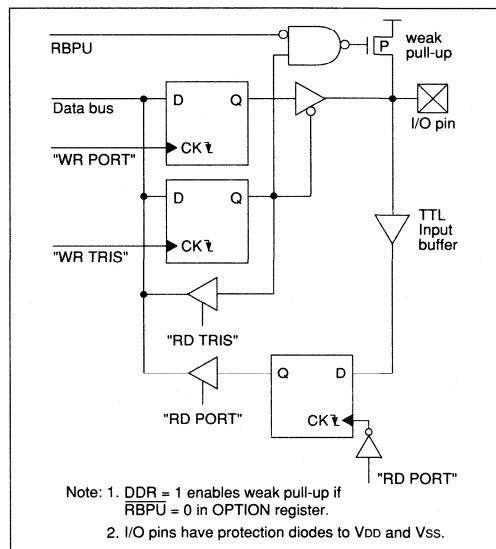 RBPU
P
weak
pull-up
Data bus
D Q
I/O pin
"WR PORT"
CK
D Q
TTL
Input
buffer
"WR TRIS"
CK
"RD TRIS"
Q D
"RD PORT"
CK
"RD PORT"
Note: 1. DDR = 1 enables weak pull-up if
RBPU = 0 in OPTION register.
2. I/O pins have protection diodes to VDD and VSS.